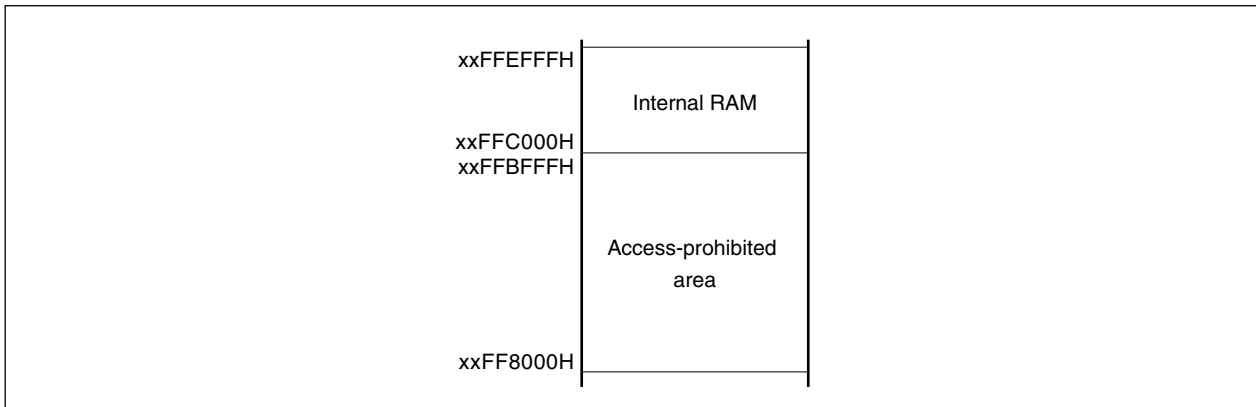 xxFFEFFFH
Internal RAM
xxFFC000H
xxFFBFFFH
Access-prohibited
area
xxFF8000H